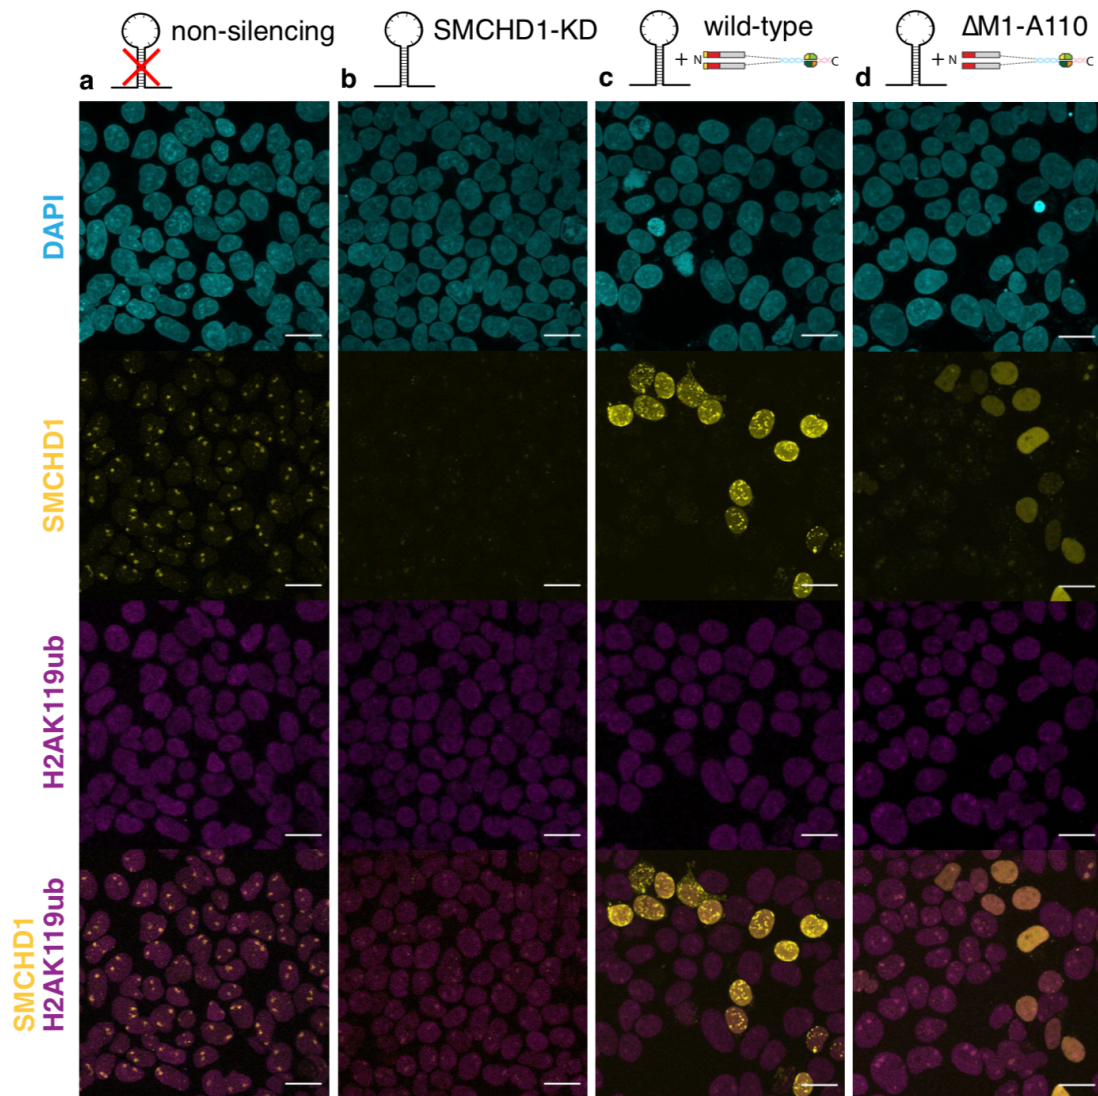 non-silencing
SMCHD1-KD
wild-type
ΔM1-A110
a
b
c
+ N
C
d
+ N
C
DAPI
SMCHD1
H2AK119ub
SMCHD1
H2AK119ub